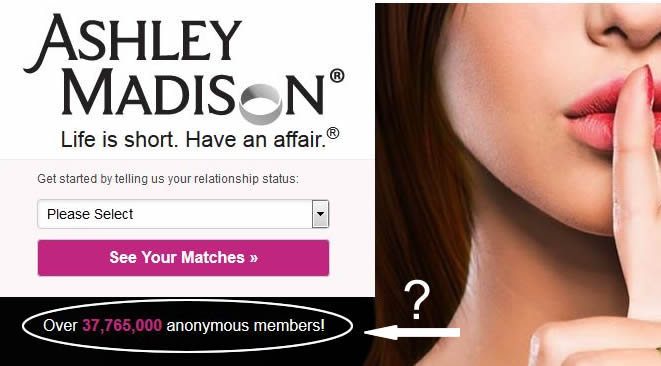 ASHLEY
MADISON®
Life is short. Have an affair.®
Get started by telling us your relationship status:
Please Select
See Your Matches »
Over 37,765,000 anonymous members!
?